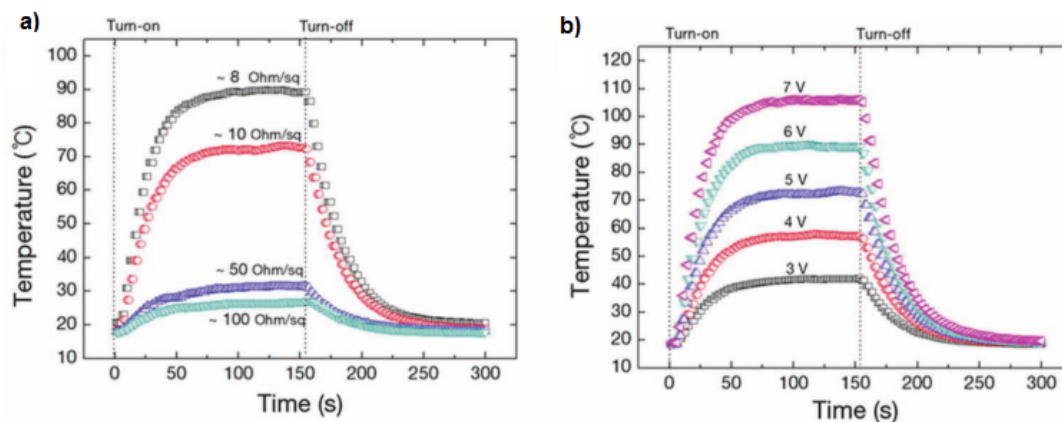 a)
Turn-on
Turn-off
100
90
80
70
60
50
40
30
20
10
~ 8 Ohm/sq
~ 10 Ohm/sq
~ 50 Ohm/sq
~ 100 Ohm/sq
Temperature (℃)
0
50
100
150
200
250
300
Time (s)
b)
Turn-on
Turn-off
120
110
100
90
80
70
60
50
40
30
20
10
7 V
6 V
5 V
4 V
3 V
Temperature (℃)
0
50
100
150
200
250
300
Time (s)